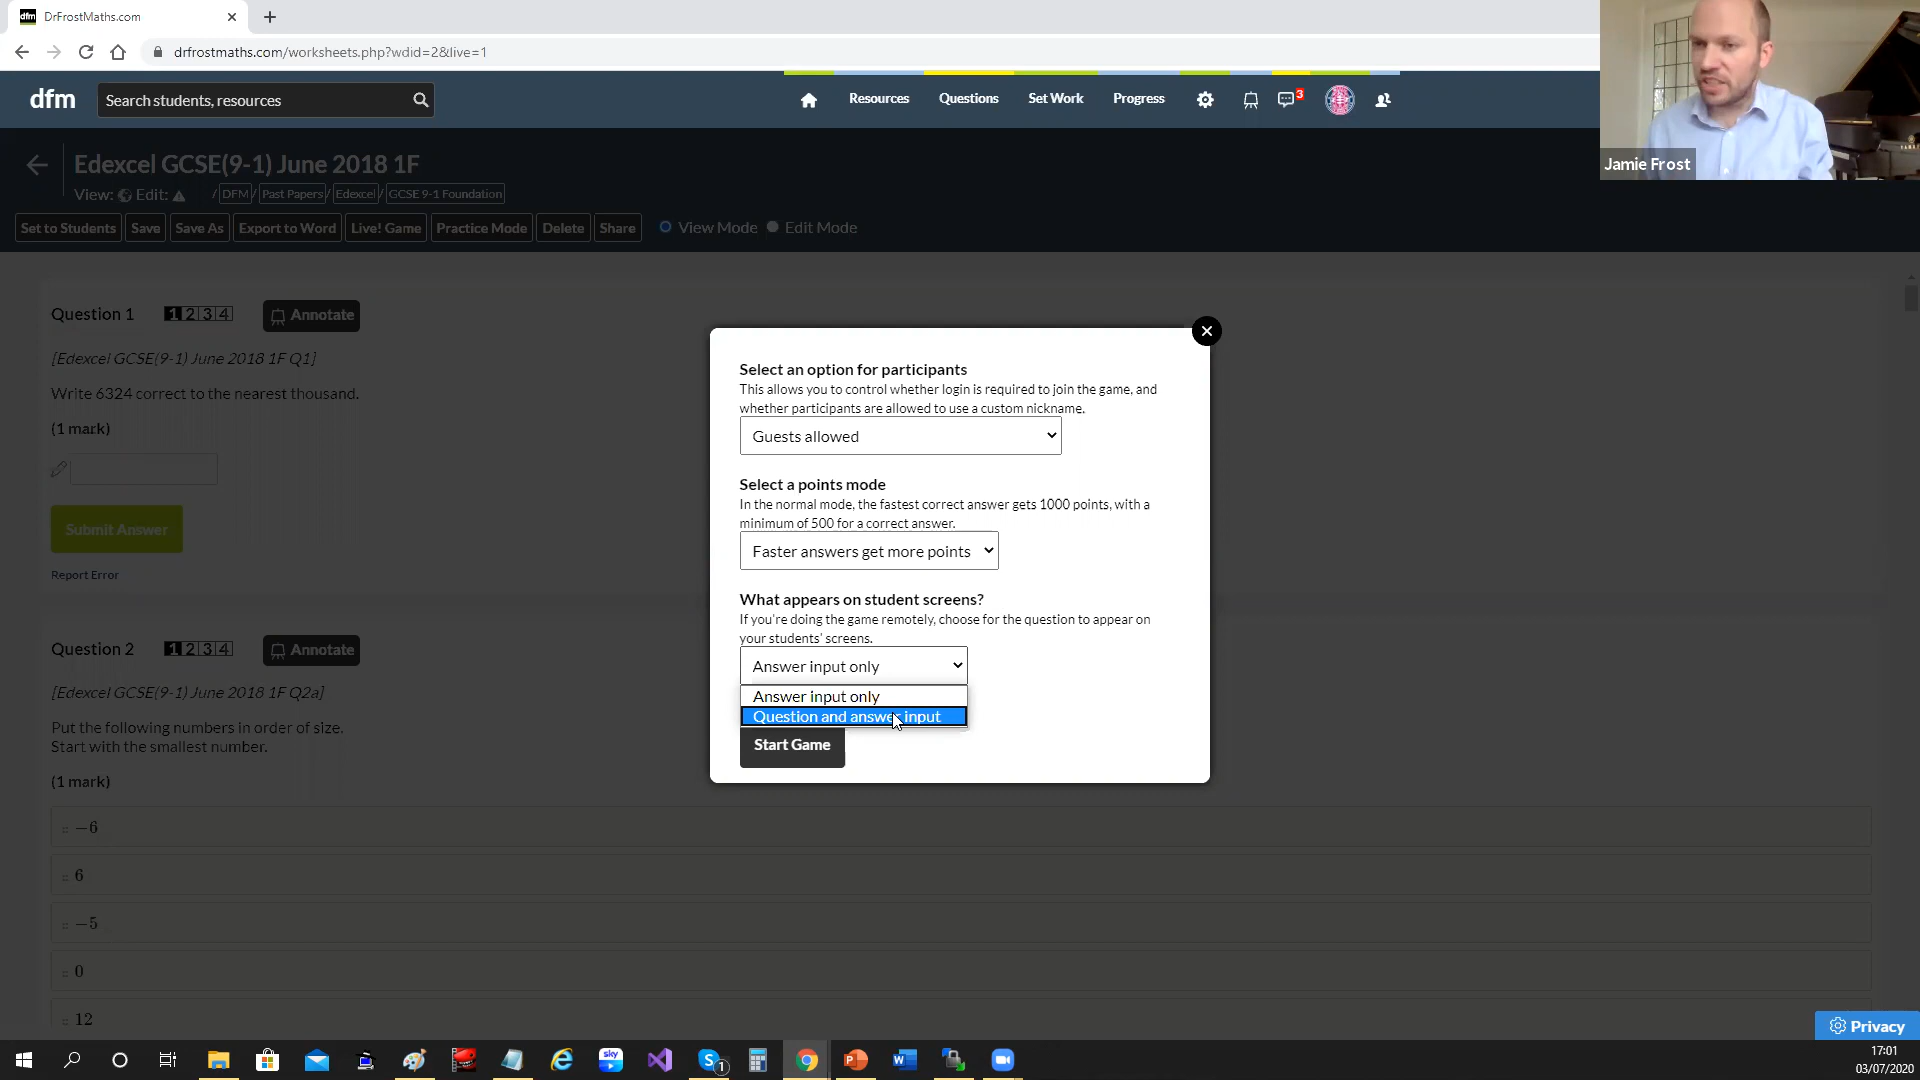 dfm DrFrostMaths.com
drfrostmaths.com/worksheets.php?wdid=2&live=1
dfm Search students, resources Resources Questions Set Work Progress 3
Jamie Frost
Edexcel GCSE(9-1) June 2018 1F
View: Edit: / DFM / Past Papers / Edexcel / GCSE 9-1 Foundation
Set to Students Save Save As Export to Word Live! Game Practice Mode Delete Share View Mode Edit Mode
Question 1 1 2 3 4 Annotate
[Edexcel GCSE(9-1) June 2018 1F Q1]
Write 6324 correct to the nearest thousand.
(1 mark)
Submit Answer
Report Error
Question 2 1 2 3 4 Annotate
[Edexcel GCSE(9-1) June 2018 1F Q2a]
Put the following numbers in order of size.
Start with the smallest number.
(1 mark)
−6
6
−5
0
12
Select an option for participants
This allows you to control whether login is required to join the game, and
whether participants are allowed to use a custom nickname.
Guests allowed
Select a points mode
In the normal mode, the fastest correct answer gets 1000 points, with a
minimum of 500 for a correct answer.
Faster answers get more points
What appears on student screens?
If you're doing the game remotely, choose for the question to appear on
your students' screens.
Answer input only
Answer input only
Question and answer input
Start Game
Privacy
sky
1
17:01
03/07/2020